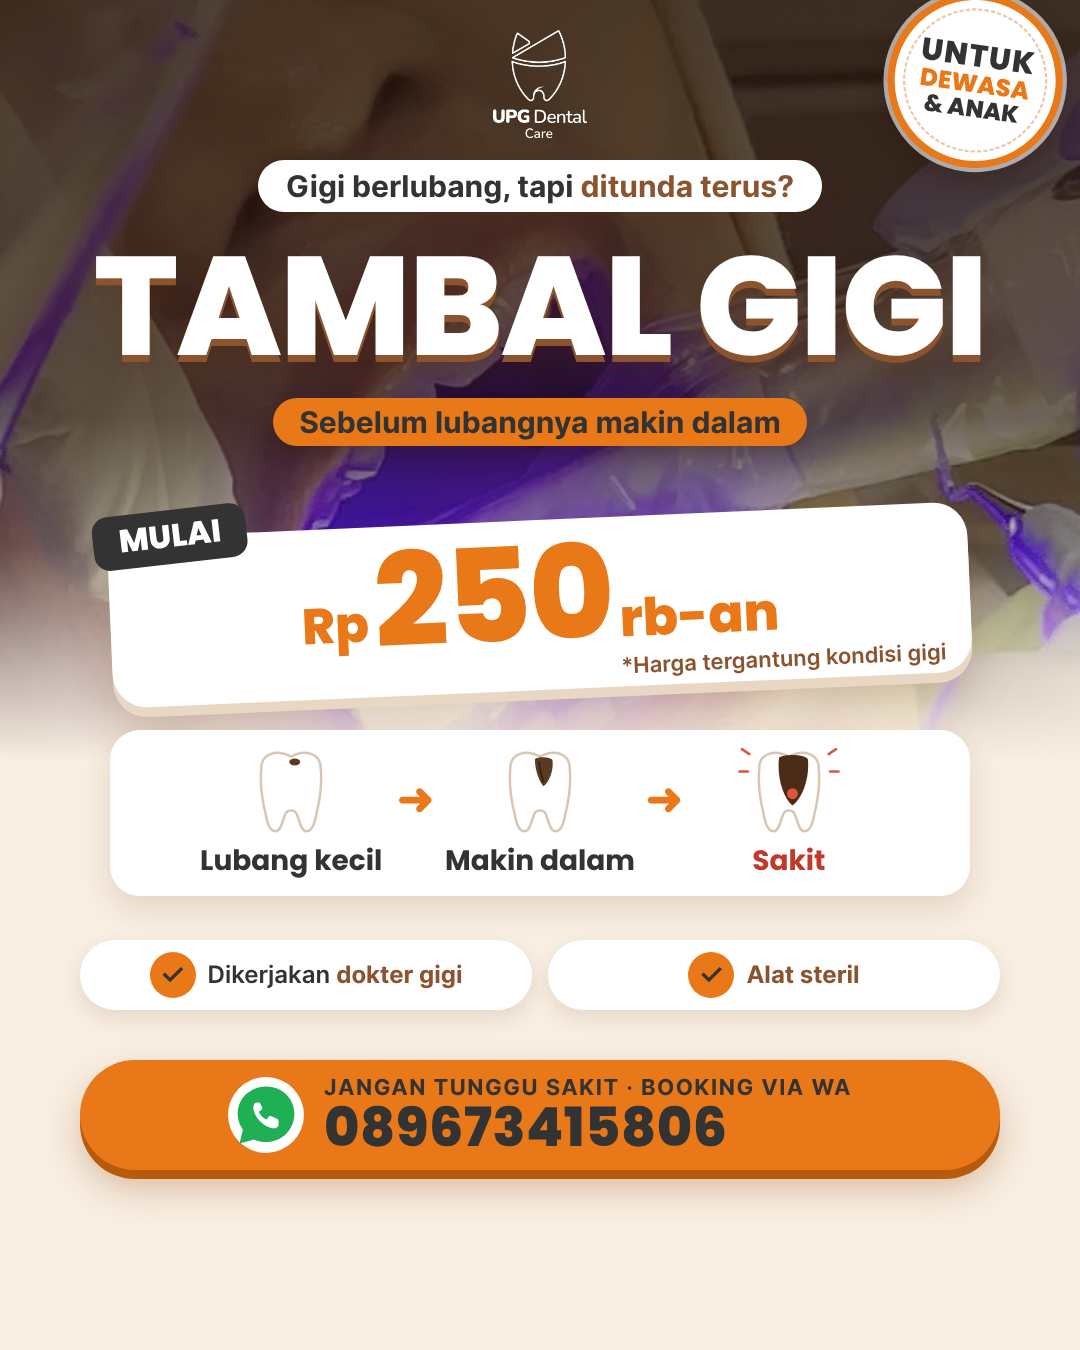 UPG Dental
Care
UNTUK
DEWASA
& ANAK
Gigi berlubang, tapi ditunda terus?
TAMBAL GIGI
Sebelum lubangnya makin dalam
MULAI
Rp 250 rb-an
*Harga tergantung kondisi gigi
Lubang kecil
Makin dalam
Sakit
Dikerjakan dokter gigi
Alat steril
JANGAN TUNGGU SAKIT · BOOKING VIA WA
089673415806